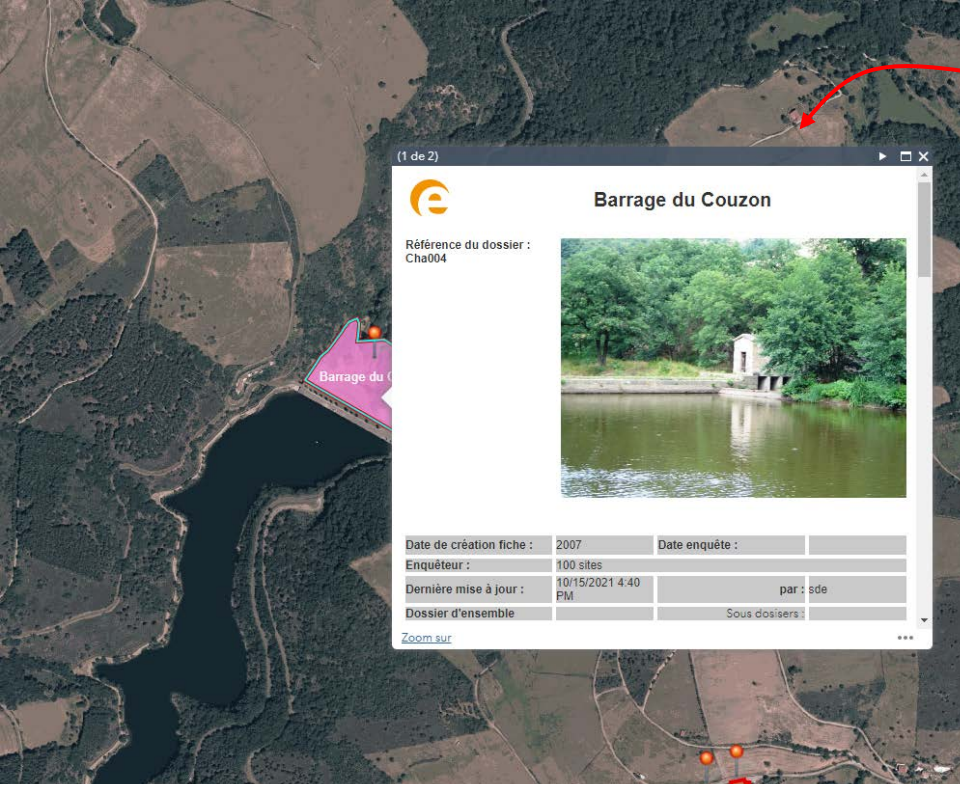 (1 de 2)
Barrage du Couzon
Référence du dossier :
Cha004
Barrage du
Date de création fiche : 2007 Date enquête :
Enquêteur : 100 sites
Dernière mise à jour : 10/15/2021 4:40 PM par : sde
Dossier d'ensemble Sous dosisers :
Zoom sur